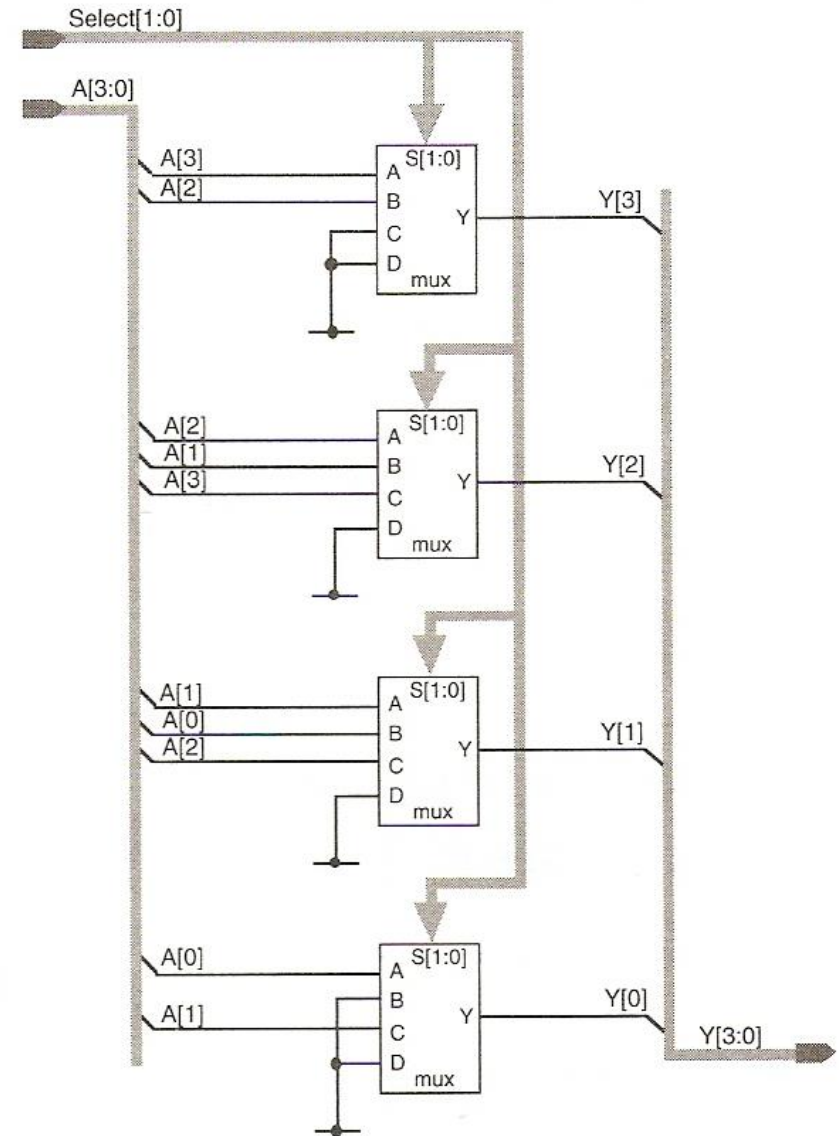 Select[1:0]
A[3:0]
A[3]
A[2]
S[1:0]
A
B
C
D
Y
mux
Y[3]
A[2]
A[1]
A[3]
S[1:0]
A
B
C
D
Y
mux
Y[2]
A[1]
A[0]
A[2]
S[1:0]
A
B
C
D
Y
mux
Y[1]
A[0]
A[1]
S[1:0]
A
B
C
D
Y
mux
Y[0]
Y[3:0]